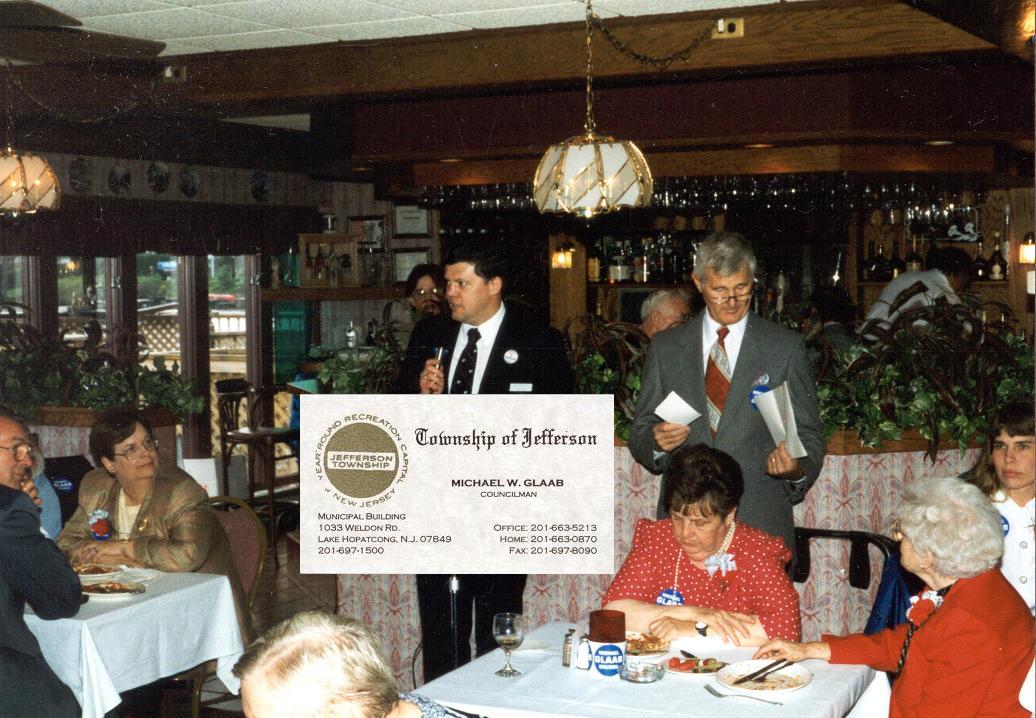 YEAR 'ROUND RECREATION CAPITAL
JEFFERSON
TOWNSHIP
NEW JERSEY
Township of Jefferson
MICHAEL W. GLAAB
COUNCILMAN
MUNICIPAL BUILDING
1033 WELDON RD.
LAKE HOPATCONG, N.J. 07849
201-697-1500
OFFICE: 201-663-5213
HOME: 201-663-0870
FAX: 201-697-8090
GLAAB
MICHAEL
GLAAB